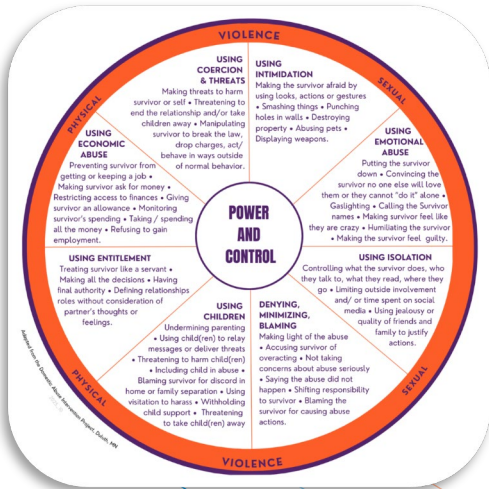 VIOLENCE
PHYSICAL
SEXUAL
USING
COERCION
& THREATS
Making threats to harm
survivor or self • Threatening to
end the relationship and/or take
children away • Manipulating
survivor to break the law,
drop charges, act/
behave in ways outside
of normal behavior.
USING
INTIMIDATION
Making the survivor afraid by
using looks, actions or gestures
• Smashing things • Punching
holes in walls • Destroying
property • Abusing pets •
Displaying weapons.
USING
ECONOMIC
ABUSE
Preventing survivor from
getting or keeping a job •
Making survivor ask for money •
Restricting access to finances • Giving
survivor an allowance • Monitoring
survivor's spending • Taking / spending
all the money • Refusing to gain
employment.
USING
EMOTIONAL
ABUSE
Putting the survivor
down • Convincing the
survivor no one else will love
them or they cannot "do it" alone •
Gaslighting • Calling the Survivor
names • Making survivor feel like
they are crazy • Humiliating the survivor
• Making the survivor feel guilty.
POWER
AND
CONTROL
USING ENTITLEMENT
Treating survivor like a servant •
Making all the decisions • Having
final authority • Defining relationships
roles without consideration of
partner's thoughts or
feelings.
USING ISOLATION
Controlling what the survivor does, who
they talk to, what they read, where they
go • Limiting outside involvement
and/ or time spent on social
media • Using jealousy or
quality of friends and
family to justify
actions.
USING
CHILDREN
Undermining parenting
• Using child(ren) to relay
messages or deliver threats
• Threatening to harm child(ren)
• Including child in abuse •
Blaming survivor for discord in
home or family separation • Using
visitation to harass • Withholding
child support • Threatening
to take child(ren) away
DENYING,
MINIMIZING,
BLAMING
Making light of the abuse
• Accusing survivor of
overacting • Not taking
concerns about abuse seriously
• Saying the abuse did not
happen • Shifting responsibility
to survivor • Blaming the
survivor for causing abuse
actions.
PHYSICAL
SEXUAL
VIOLENCE
Adapted from the Domestic Abuse Intervention Project, Duluth, MN